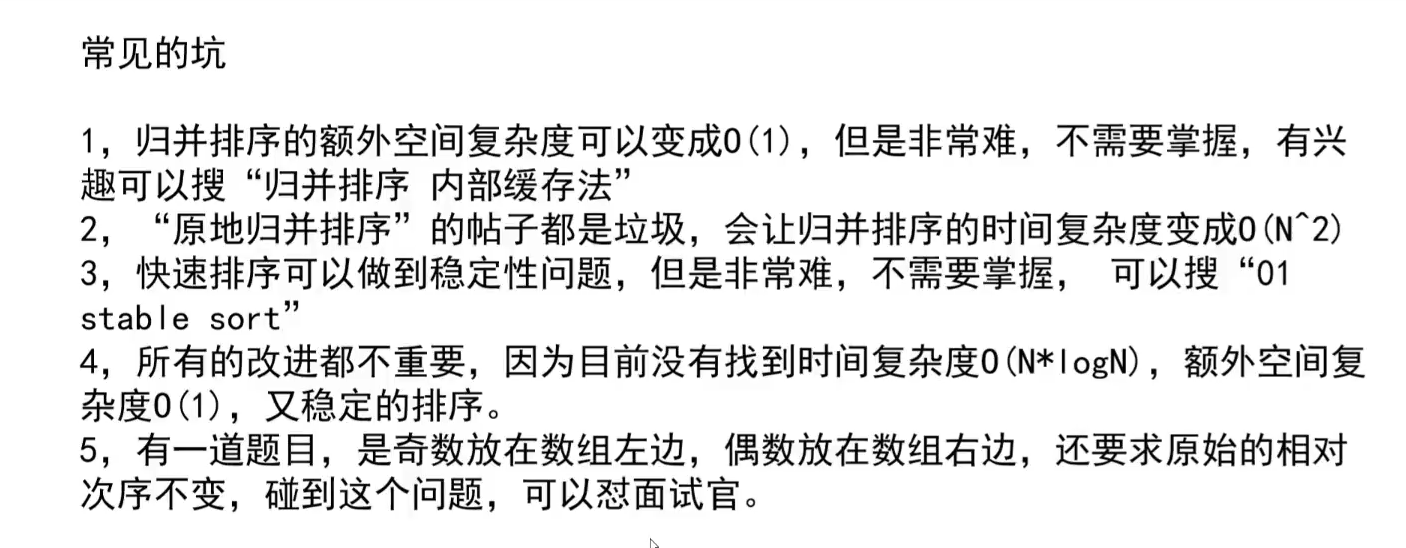 常见的坑
1，归并排序的额外空间复杂度可以变成O(1)，但是非常难，不需要掌握，有兴
趣可以搜“归并排序 内部缓存法”
2，“原地归并排序”的帖子都是垃圾，会让归并排序的时间复杂度变成O(N^2)
3，快速排序可以做到稳定性问题，但是非常难，不需要掌握， 可以搜“01
stable sort”
4，所有的改进都不重要，因为目前没有找到时间复杂度O(N*logN)，额外空间复
杂度O(1)，又稳定的排序。
5，有一道题目，是奇数放在数组左边，偶数放在数组右边，还要求原始的相对
次序不变，碰到这个问题，可以怼面试官。